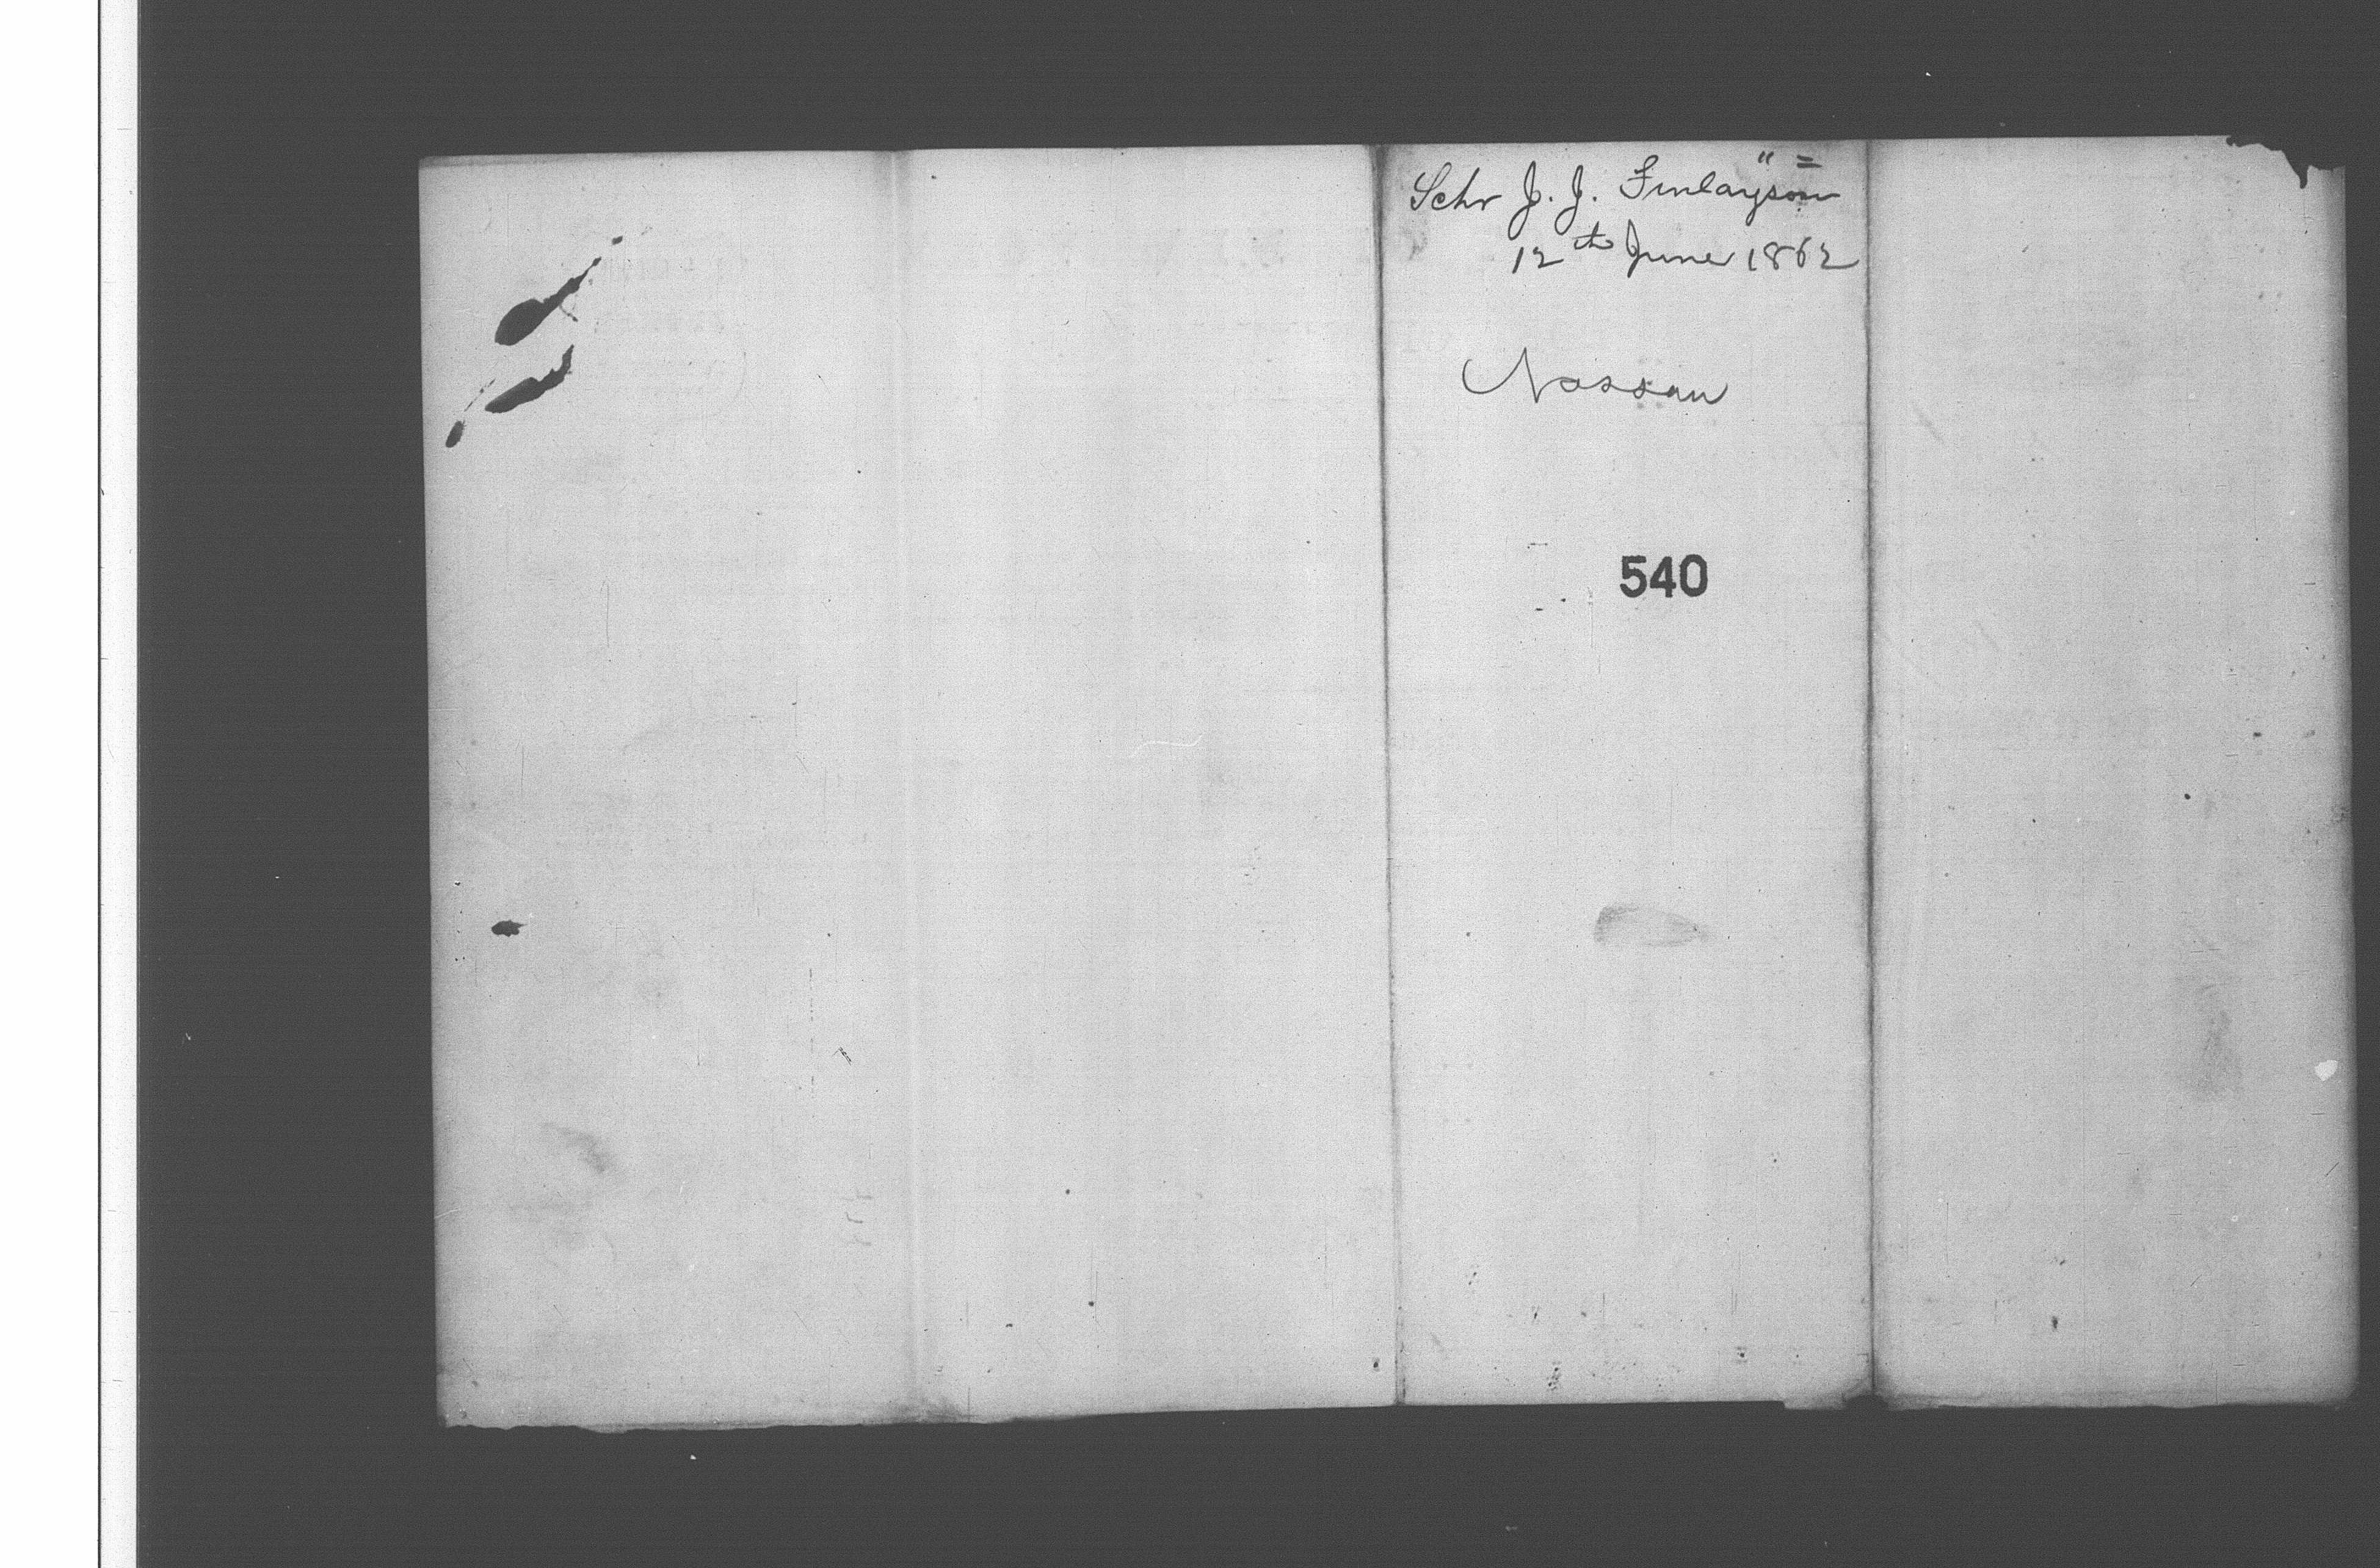 Schr J. J. Finlayson
12th June 1862
Nassau
540